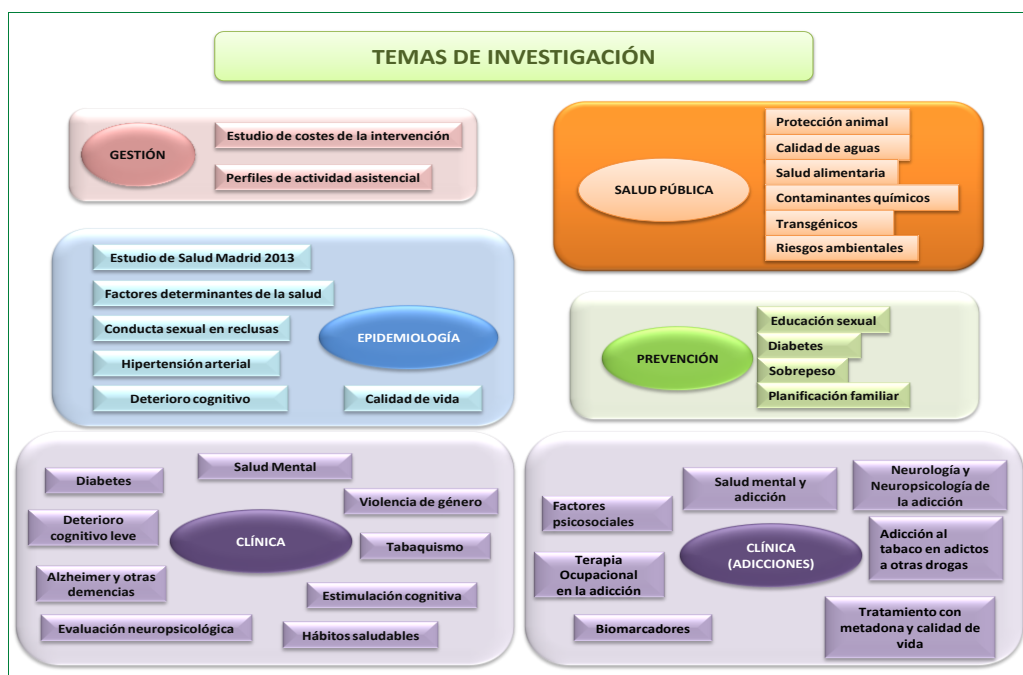 TEMAS DE INVESTIGACIÓN
GESTIÓN
Estudio de costes de la intervención
Perfiles de actividad asistencial
SALUD PÚBLICA
Protección animal
Calidad de aguas
Salud alimentaria
Contaminantes químicos
Transgénicos
Riesgos ambientales
Estudio de Salud Madrid 2013
Factores determinantes de la salud
Conducta sexual en reclusas
Hipertensión arterial
Deterioro cognitivo
EPIDEMIOLOGÍA
Calidad de vida
PREVENCIÓN
Educación sexual
Diabetes
Sobrepeso
Planificación familiar
Salud Mental
Diabetes
Violencia de género
Deterioro
cognitivo leve
CLÍNICA
Tabaquismo
Alzheimer y otras
demencias
Estimulación cognitiva
Evaluación neuropsicológica
Hábitos saludables
Salud mental y
adicción
Neurología y
Neuropsicología de
la adicción
Factores
psicosociales
CLÍNICA
(ADICCIONES)
Adicción al
tabaco en adictos
a otras drogas
Terapia
Ocupacional
en la adicción
Biomarcadores
Tratamiento con
metadona y calidad de
vida